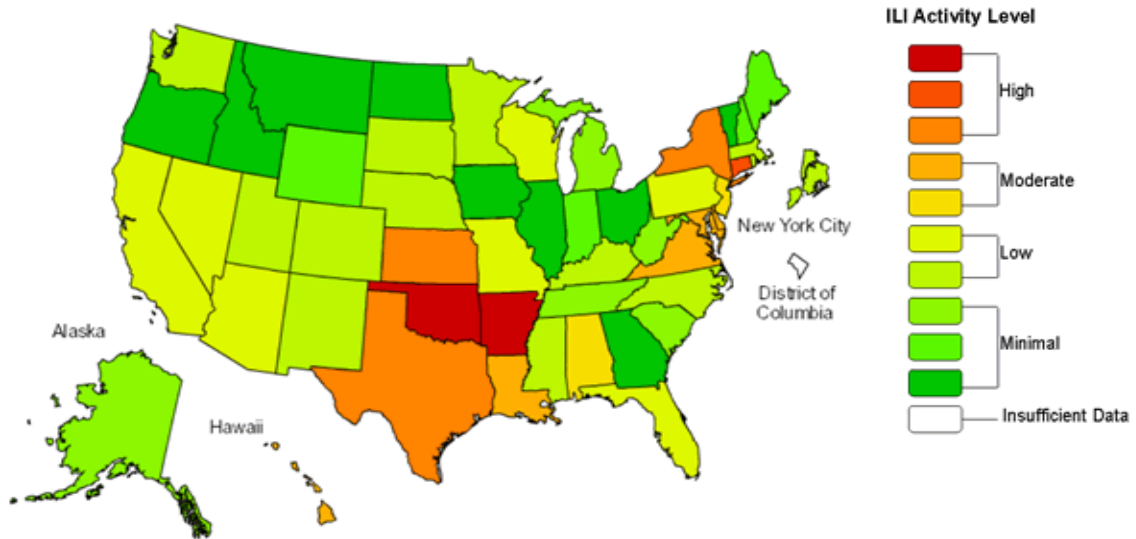 ILI Activity Level
High
Moderate
New York City
Low
District of
Columbia
Alaska
Minimal
Insufficient Data
Hawaii